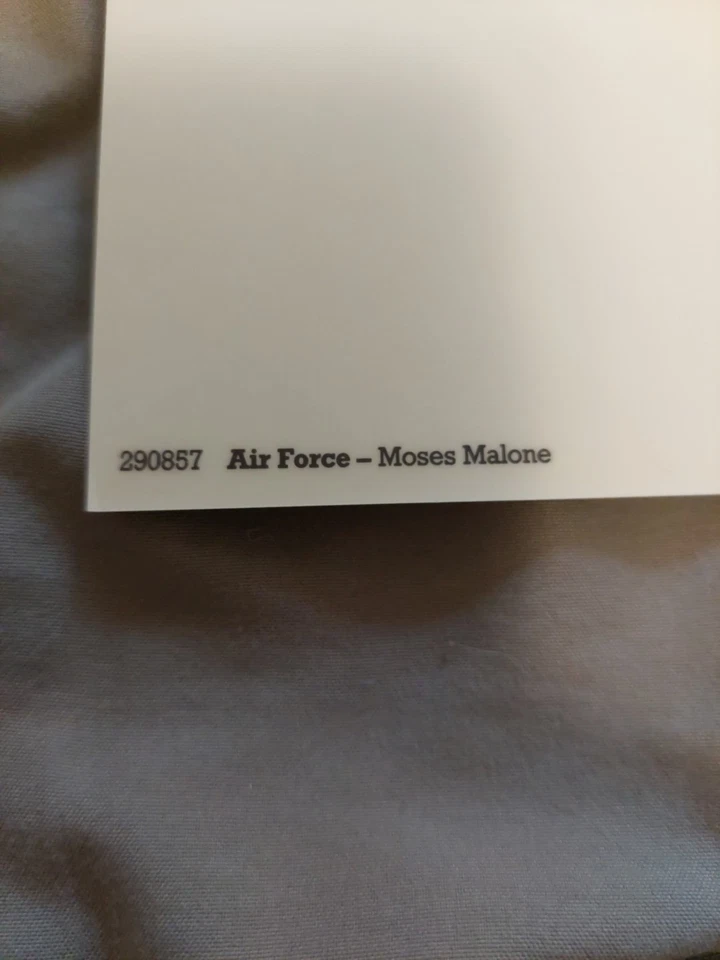 290857 Air Force – Moses Malone